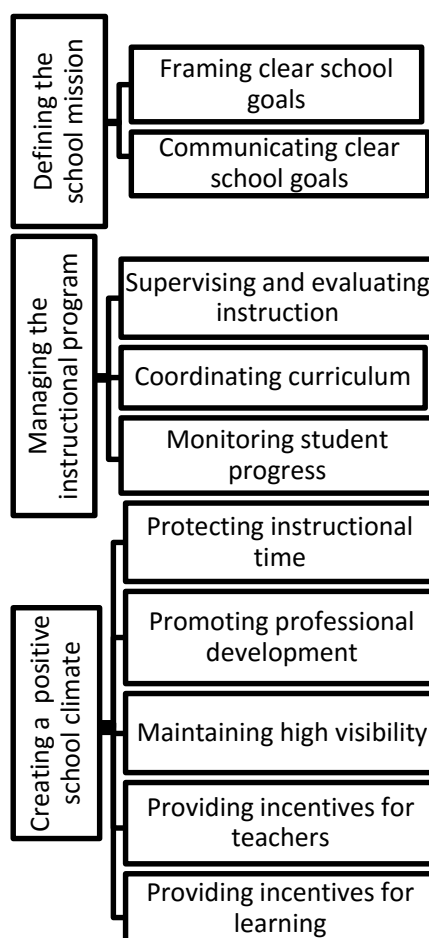 Defining the
school mission
Framing clear school
goals
Communicating clear
school goals
Managing the
instructional program
Supervising and evaluating
instruction
Coordinating curriculum
Monitoring student
progress
Creating a positive
school climate
Protecting instructional
time
Promoting professional
development
Maintaining high visibility
Providing incentives for
teachers
Providing incentives for
learning